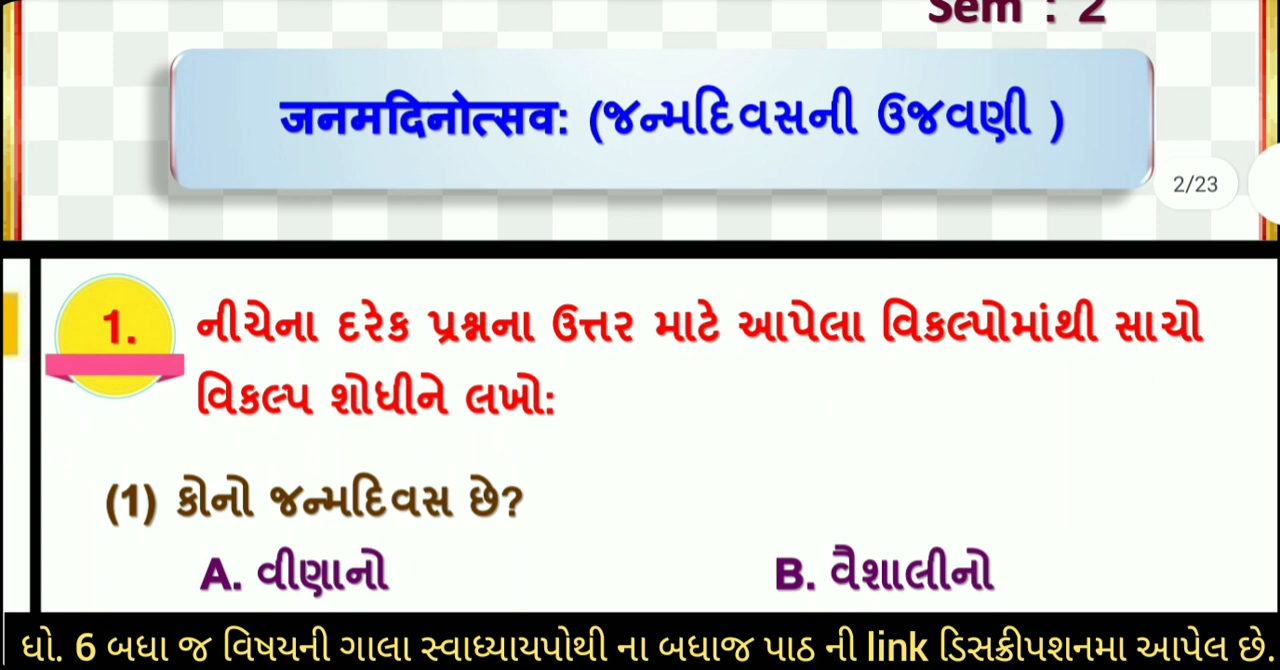 Sem : 2
जनमदिनोत्सवः (જન્મદિવસની ઉજવણી )
2/23
1. નીચેના દરેક પ્રશ્નના ઉત્તર માટે આપેલા વિકલ્પોમાંથી સાચો
વિકલ્પ શોધીને લખો:
(1) કોનો જન્મદિવસ છે?
A. વીણાનો B. વૈશાલીનો
ધો. 6 બધા જ વિષયની ગાલા સ્વાધ્યાયપોથી ના બધાજ પાઠ ની link ડિસક્રીપશનમા આપેલ છે.